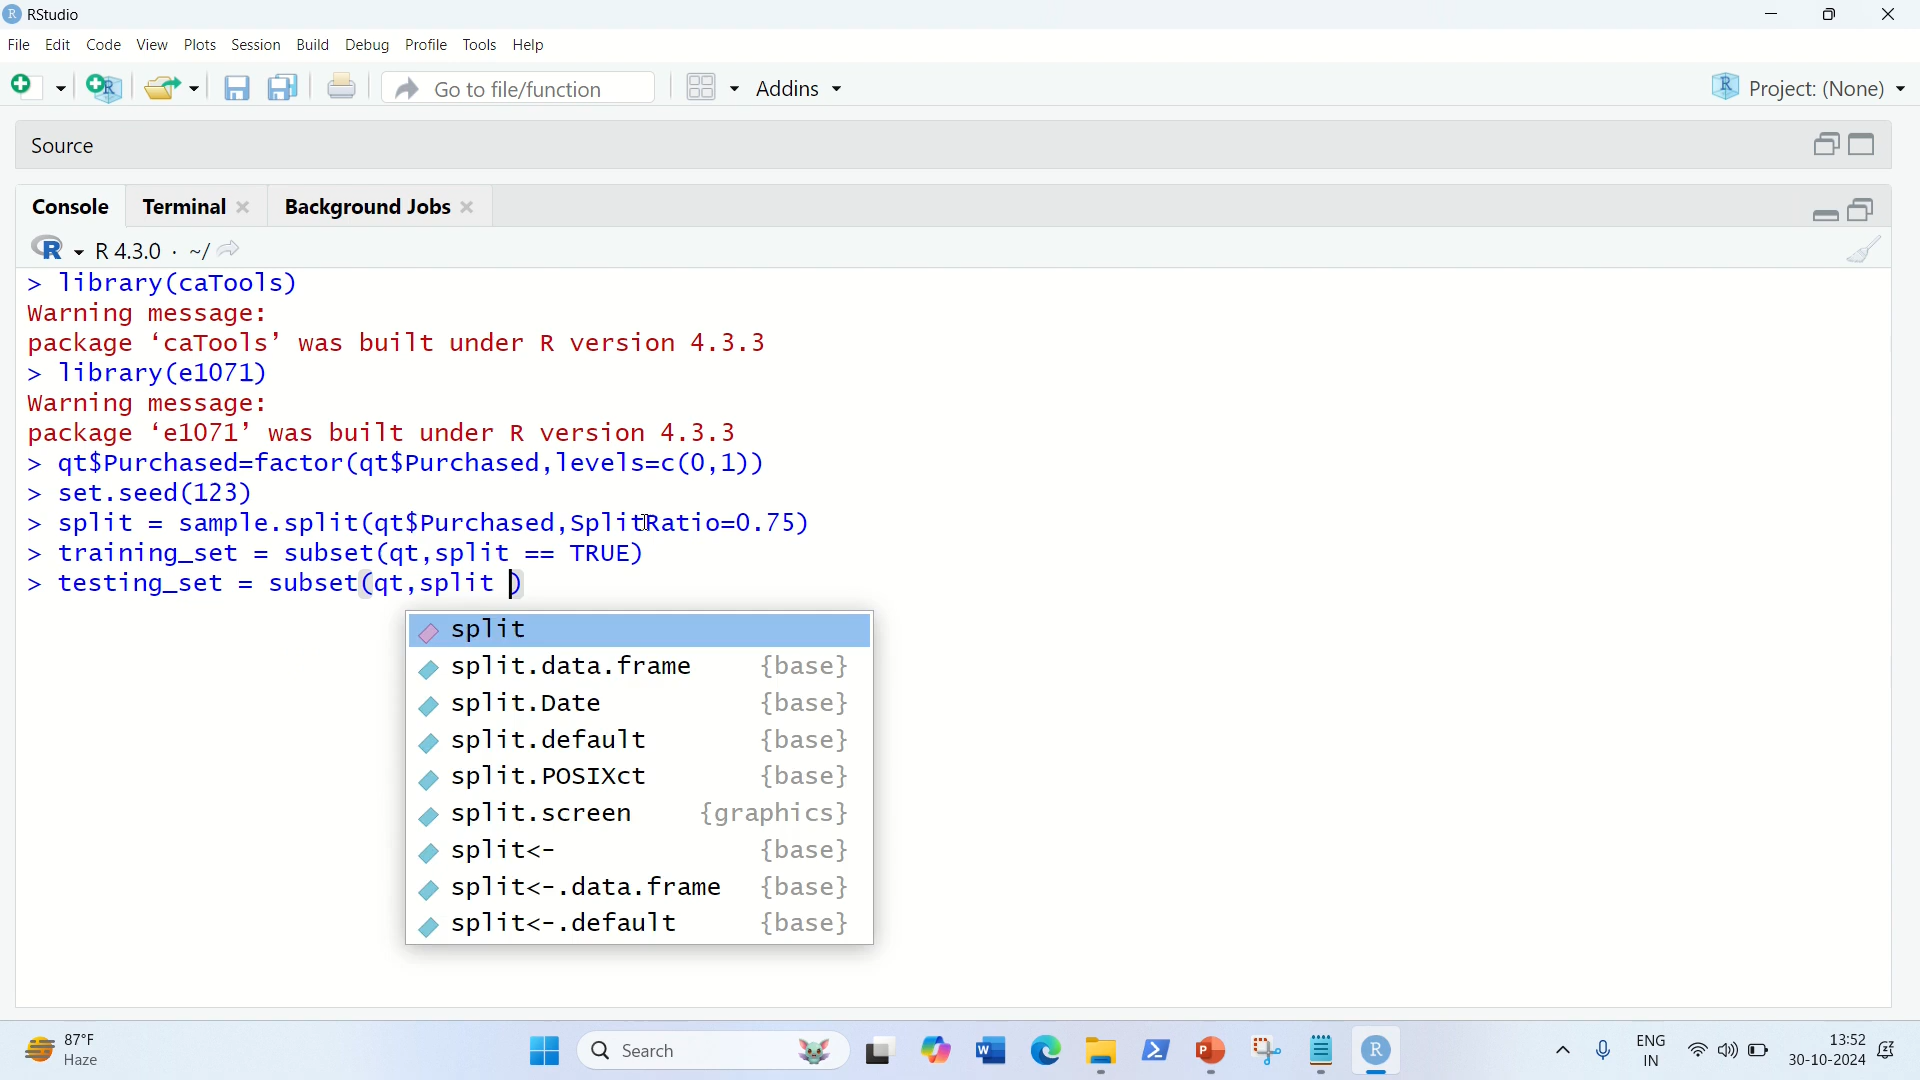 RStudio
File Edit Code View Plots Session Build Debug Profile Tools Help
Go to file/function Addins Project: (None)
Source
Console Terminal Background Jobs
R 4.3.0 · ~/
> library(caTools)
Warning message:
package ‘caTools’ was built under R version 4.3.3
> library(e1071)
Warning message:
package ‘e1071’ was built under R version 4.3.3
> qt$Purchased=factor(qt$Purchased,levels=c(0,1))
> set.seed(123)
> split = sample.split(qt$Purchased,SplitRatio=0.75)
> training_set = subset(qt,split == TRUE)
> testing_set = subset(qt,split )
split
split.data.frame {base}
split.Date {base}
split.default {base}
split.POSIXct {base}
split.screen {graphics}
split<- {base}
split<-.data.frame {base}
split<-.default {base}
87°F
Haze
Search
ENG
IN
13:52
30-10-2024